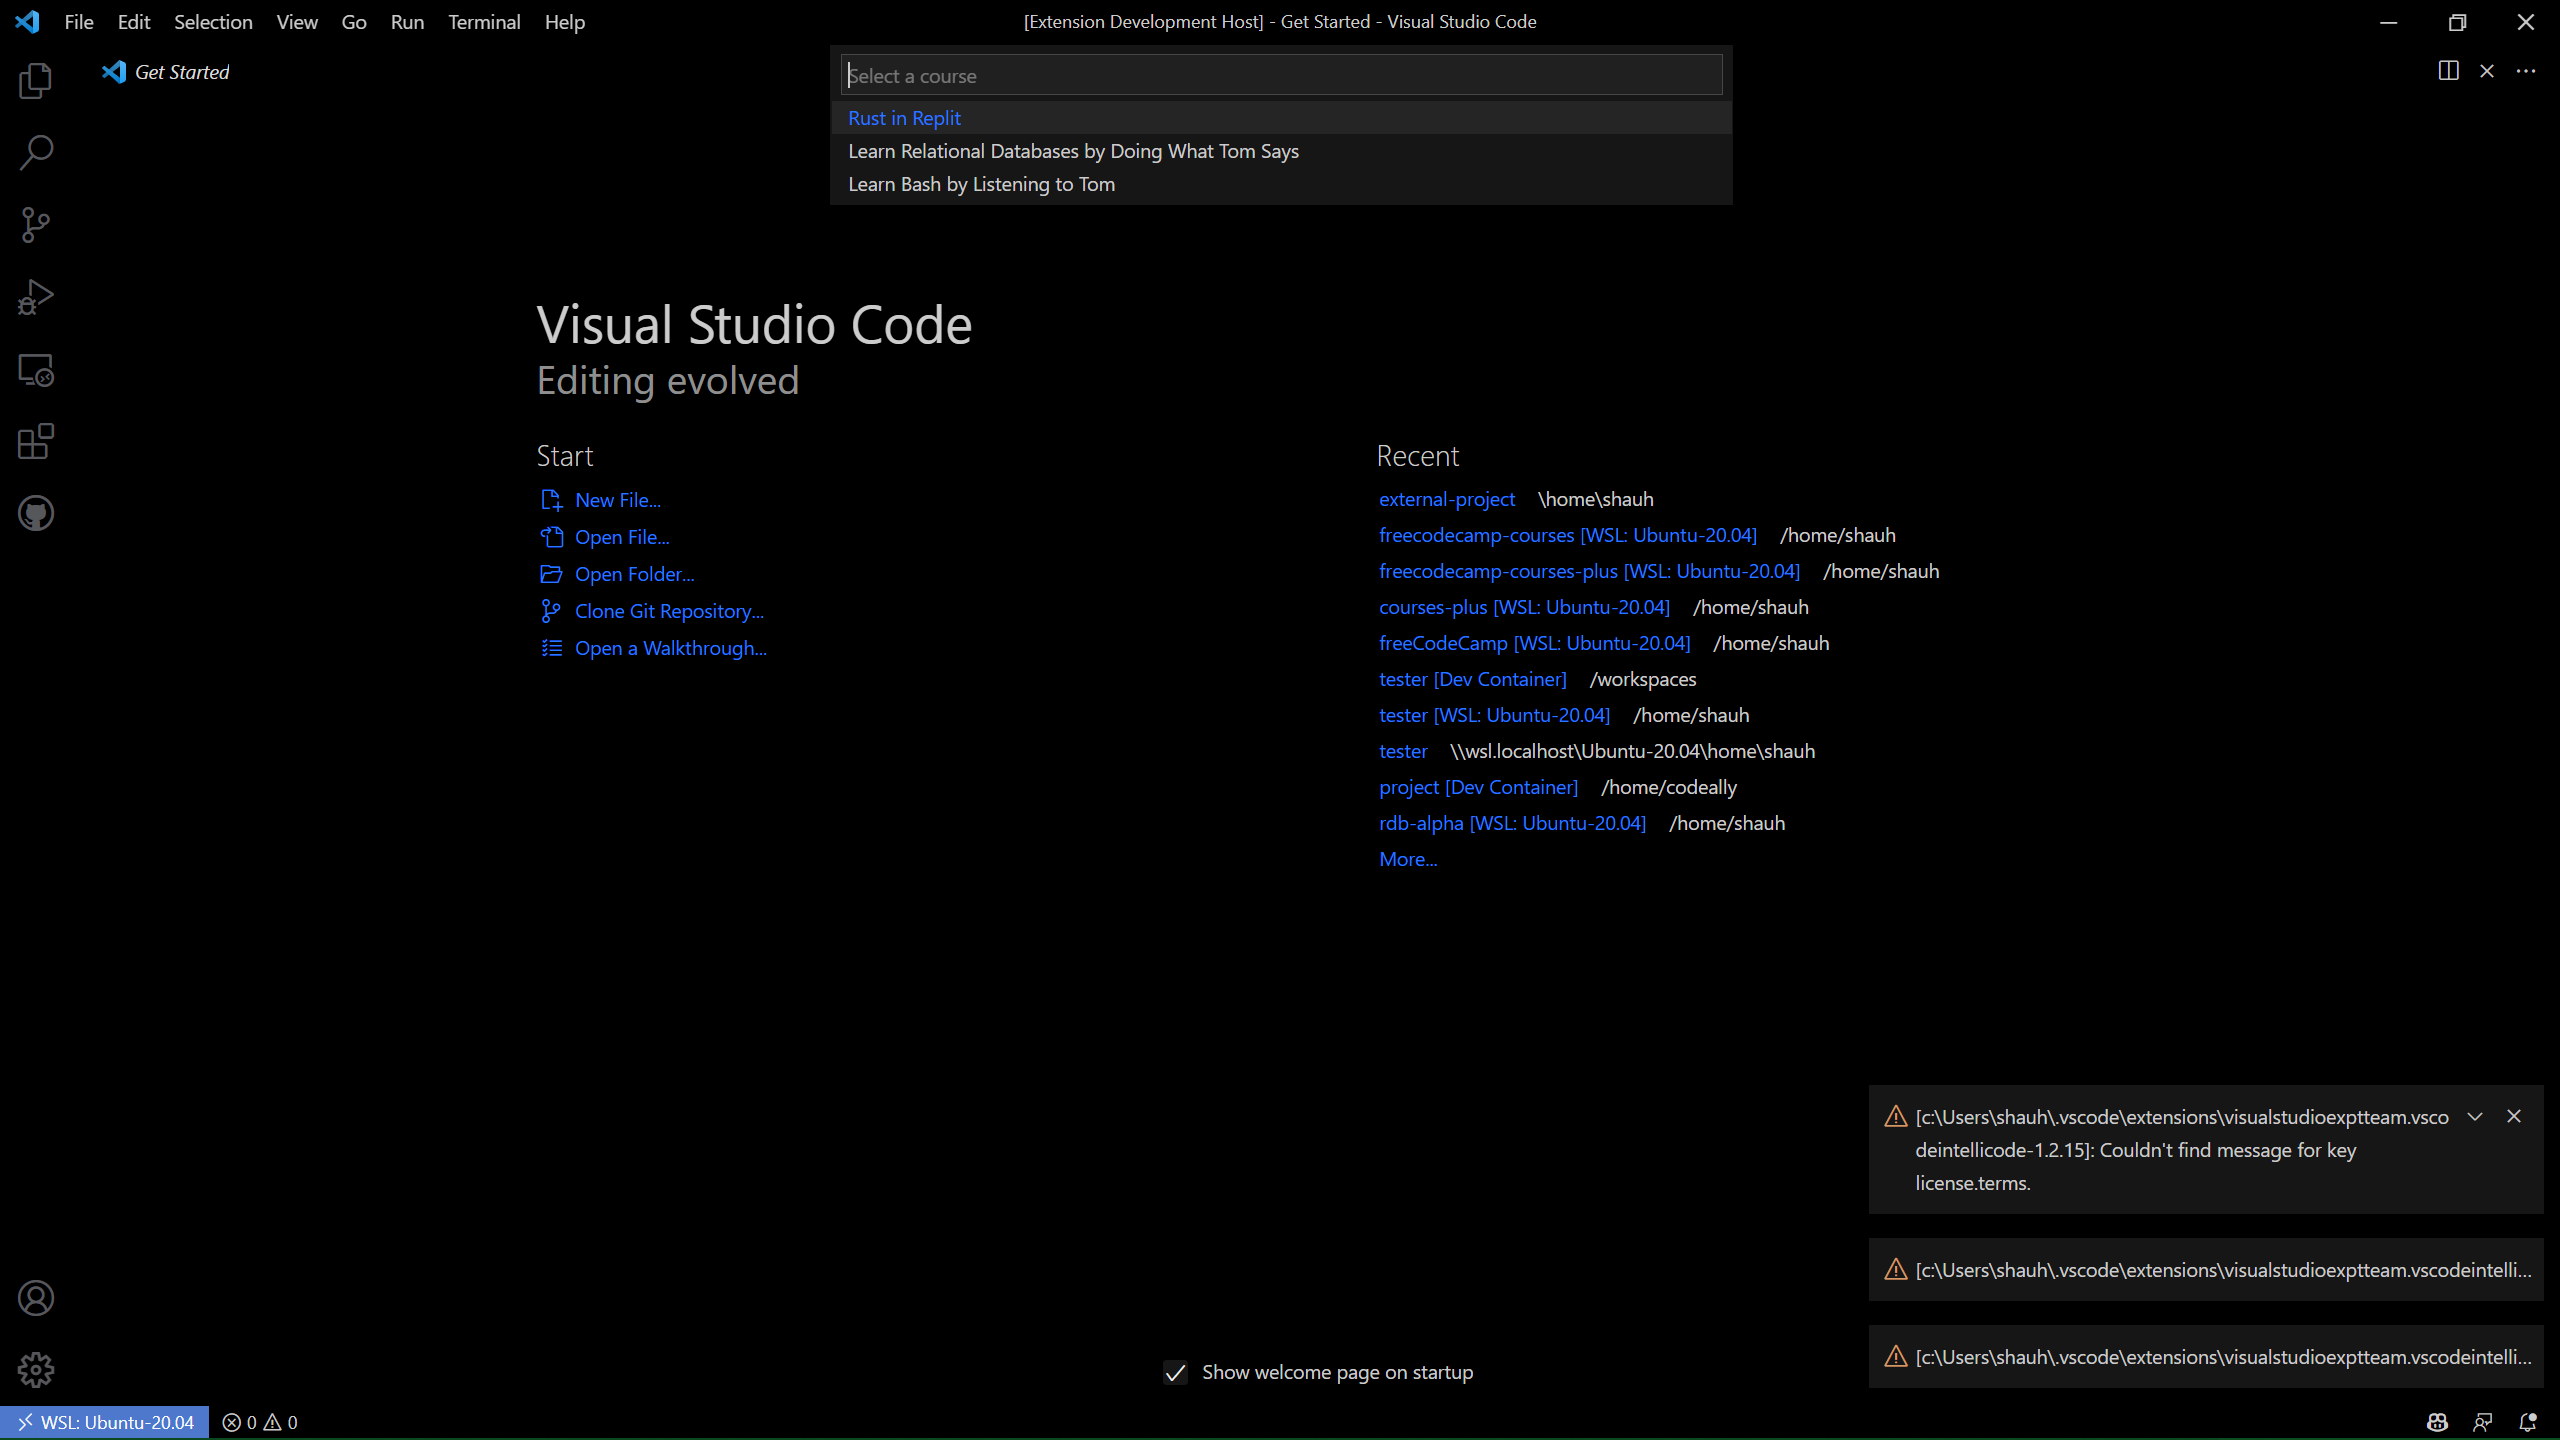 File Edit Selection View Go Run Terminal Help
[Extension Development Host] - Get Started - Visual Studio Code
Get Started
Select a course
Rust in Replit
Learn Relational Databases by Doing What Tom Says
Learn Bash by Listening to Tom
Visual Studio Code
Editing evolved
Start
New File...
Open File...
Open Folder...
Clone Git Repository...
Open a Walkthrough...
Recent
external-project \home\shauh
freecodecamp-courses [WSL: Ubuntu-20.04] /home/shauh
freecodecamp-courses-plus [WSL: Ubuntu-20.04] /home/shauh
courses-plus [WSL: Ubuntu-20.04] /home/shauh
freeCodeCamp [WSL: Ubuntu-20.04] /home/shauh
tester [Dev Container] /workspaces
tester [WSL: Ubuntu-20.04] /home/shauh
tester \\wsl.localhost\Ubuntu-20.04\home\shauh
project [Dev Container] /home/codeally
rdb-alpha [WSL: Ubuntu-20.04] /home/shauh
More...
[c:\Users\shauh\.vscode\extensions\visualstudioexptteam.vsco
deintellicode-1.2.15]: Couldn't find message for key
license.terms.
[c:\Users\shauh\.vscode\extensions\visualstudioexptteam.vscodeintelli...
[c:\Users\shauh\.vscode\extensions\visualstudioexptteam.vscodeintelli...
Show welcome page on startup
WSL: Ubuntu-20.04 0 0